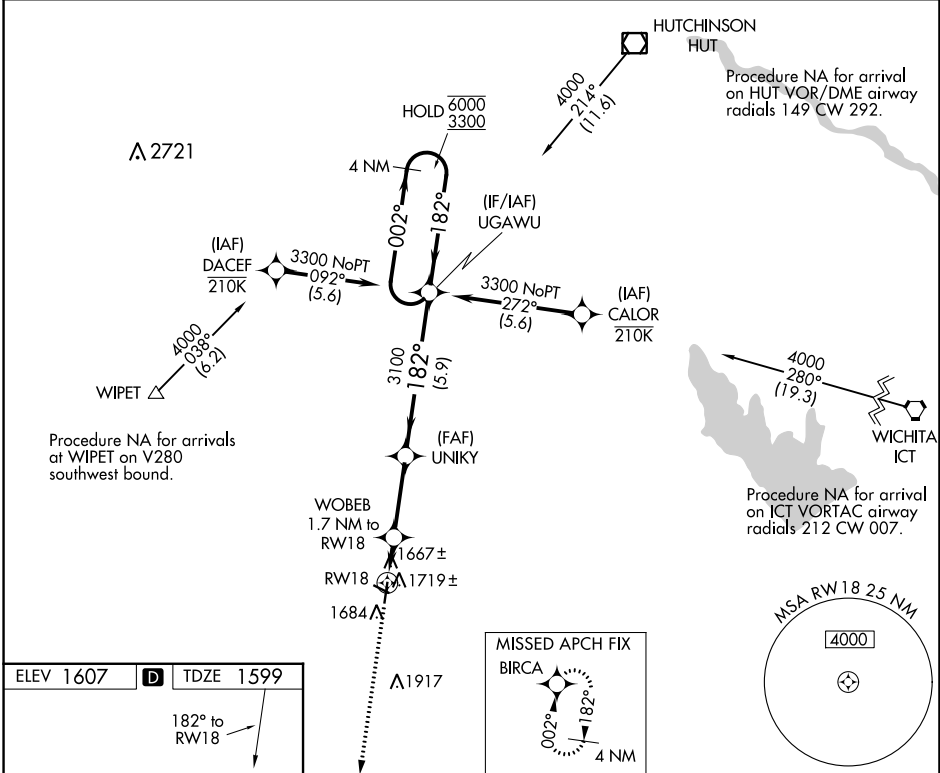 HUTCHINSON
HUT
Procedure NA for arrival
on HUT VOR/DME airway
radials 149 CW 292.
4000
214°
(11.6)
HOLD 6000
3300
2721
4 NM
002°
182°
(IF/IAF)
UGAWU
(IAF)
DACEF
210K
3300 NoPT
092°
(5.6)
3300 NoPT
272°
(5.6)
(IAF)
CALOR
210K
4000
038°
(6.2)
WIPET
3100
182°
(5.9)
4000
280°
(19.3)
WICHITA
ICT
Procedure NA for arrivals
at WIPET on V280
southwest bound.
(FAF)
UNIKY
Procedure NA for arrival
on ICT VORTAC airway
radials 212 CW 007.
WOBEB
1.7 NM to
RW18
1667±
RW18
1719±
1684
MSA RW18 25 NM
4000
MISSED APCH FIX
BIRCA
002°
182°
4 NM
1917
ELEV 1607
D
TDZE 1599
182° to
RW18